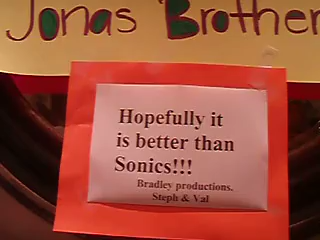 Jonas Brother
Hopefully it
is better than
Sonics!!!
Bradley productions.
Steph & Val